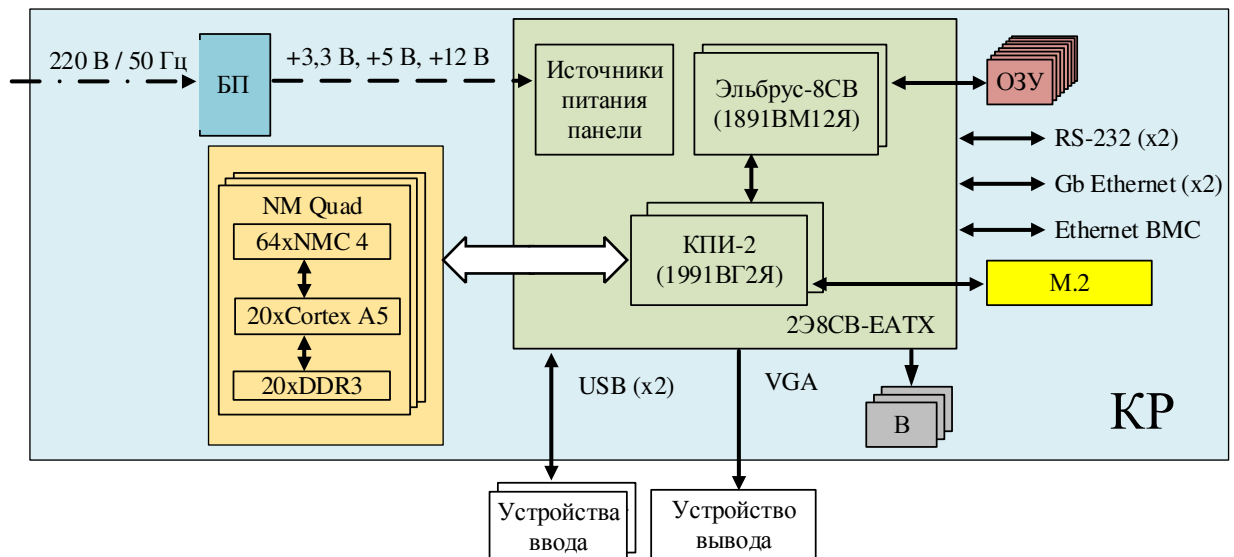 220 В / 50 Гц
БП
+3,3 В, +5 В, +12 В
Источники
питания
панели
Эльбрус-8СВ
(1891ВМ12Я)
ОЗУ
RS-232 (x2)
Gb Ethernet (x2)
Ethernet BMC
NM Quad
64xNMC 4
20xCortex A5
20xDDR3
КПИ-2
(1991ВГ2Я)
М.2
2Э8СВ-EATX
USB (x2)
VGA
В
КР
Устройства
ввода
Устройство
вывода